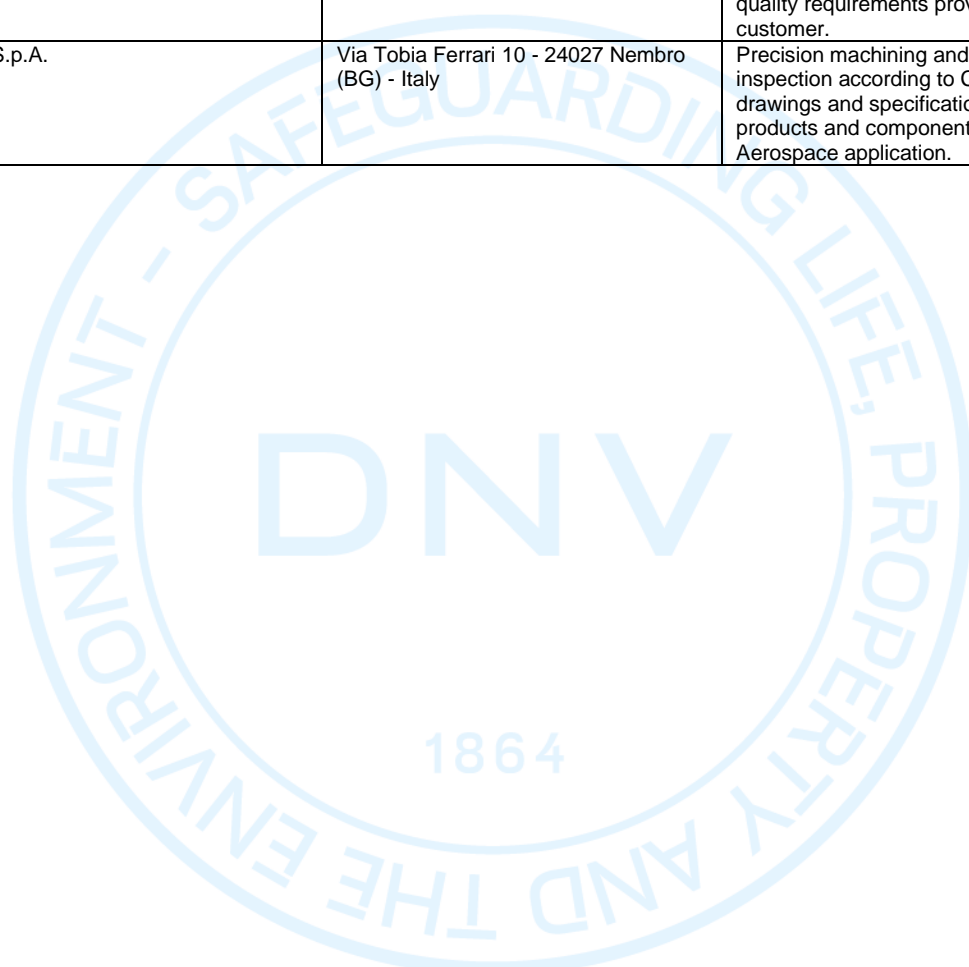 quality requirements prov
customer.
S.p.A.
Via Tobia Ferrari 10 - 24027 Nembro
(BG) - Italy
Precision machining and
inspection according to C
drawings and specificatio
products and component
Aerospace application.
SAFEGUARDING LIFE, PROPERTY AND THE ENVIRONMENT -
DNV
1864